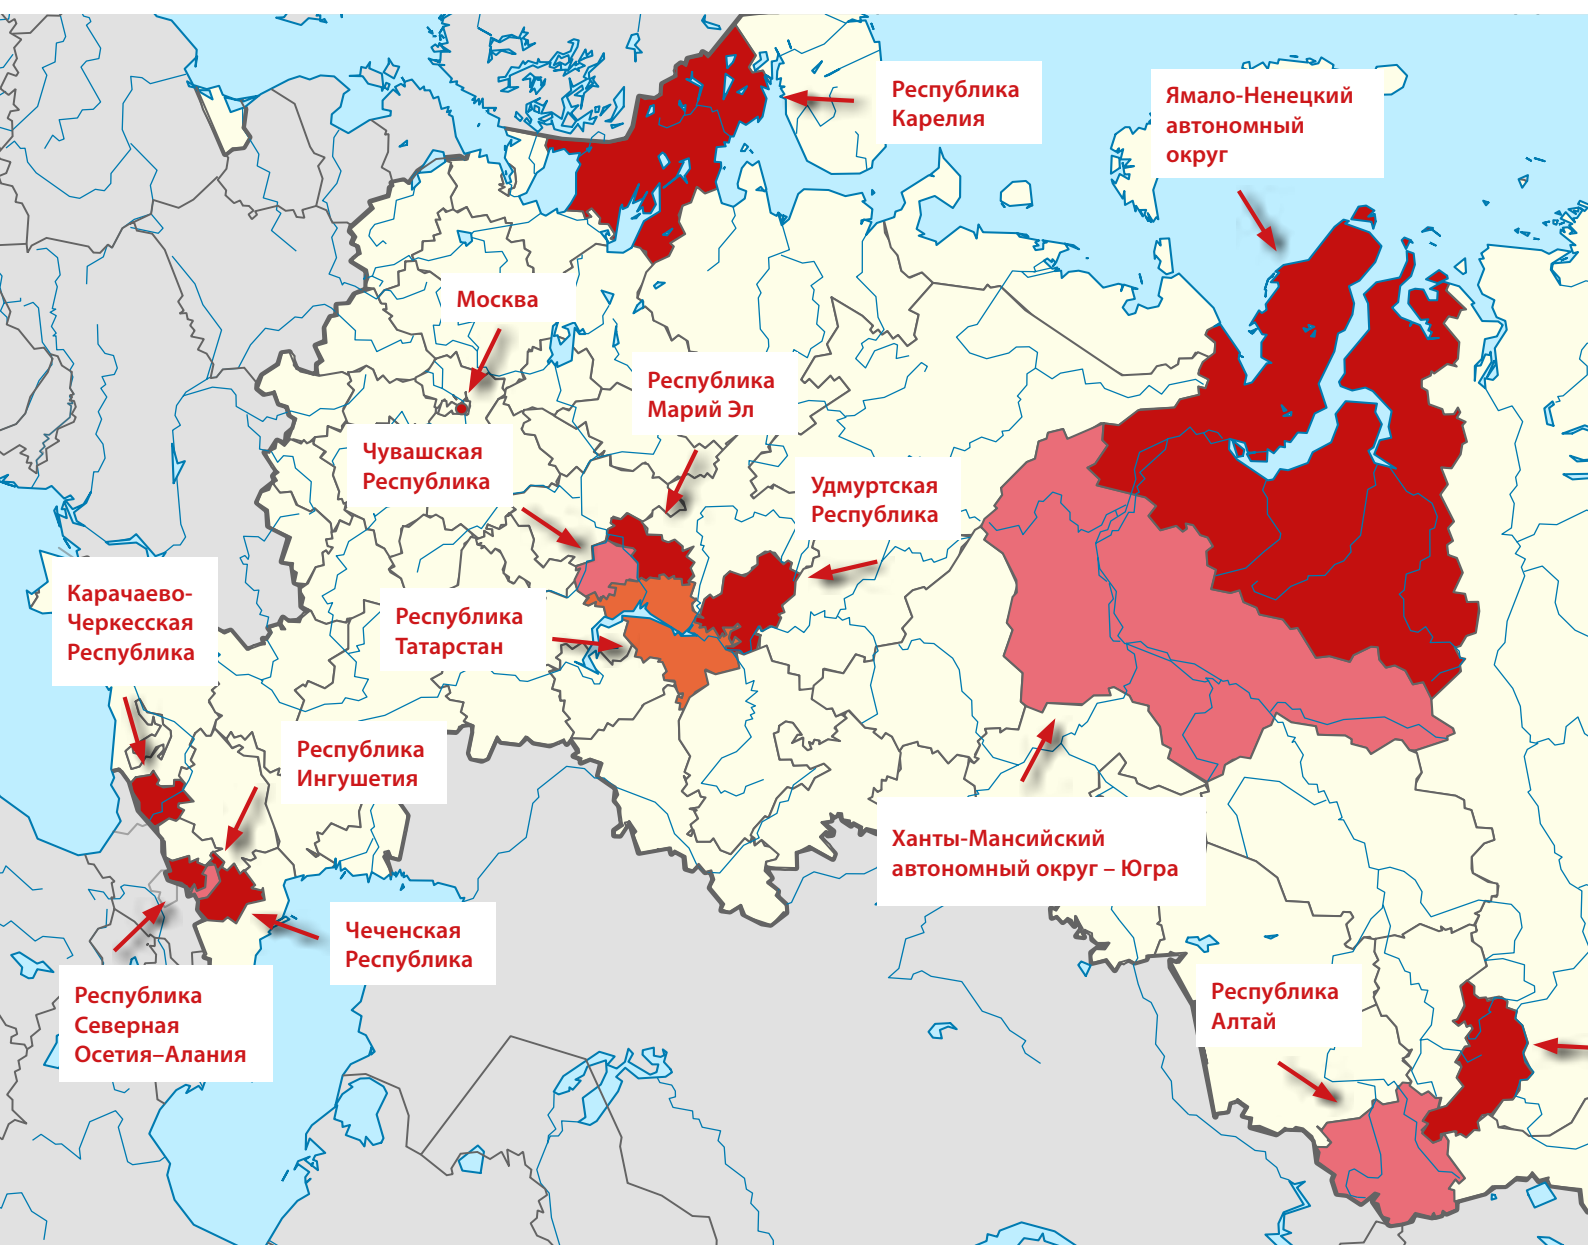 Республика
Карелия
Ямало-Ненецкий
автономный
округ
Москва
Республика
Марий Эл
Чувашская
Республика
Удмуртская
Республика
Карачаево-
Черкесская
Республика
Республика
Татарстан
Республика
Ингушетия
Ханты-Мансийский
автономный округ – Югра
Чеченская
Республика
Республика
Северная
Осетия–Алания
Республика
Алтай